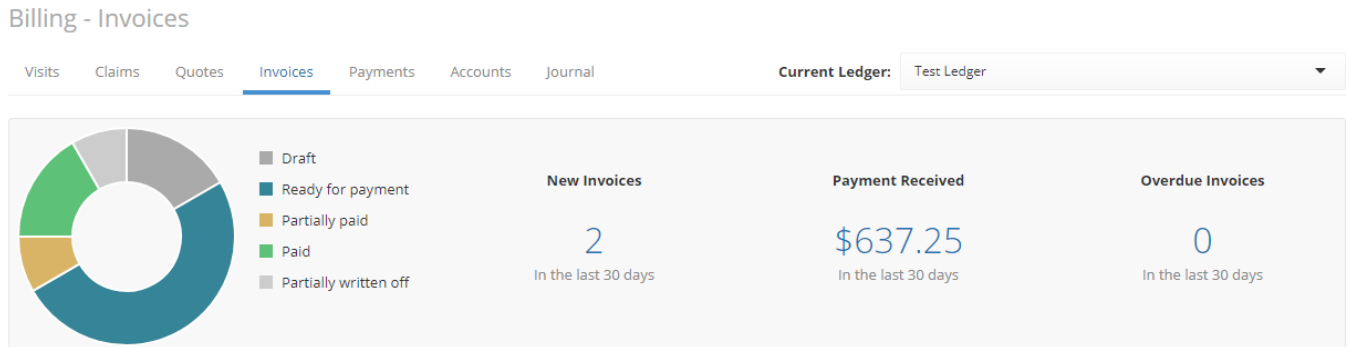 Billing - Invoices
Visits Claims Quotes Invoices Payments Accounts Journal Current Ledger: Test Ledger
Draft
Ready for payment
Partially paid
Paid
Partially written off
New Invoices
2
In the last 30 days
Payment Received
$637.25
In the last 30 days
Overdue Invoices
0
In the last 30 days